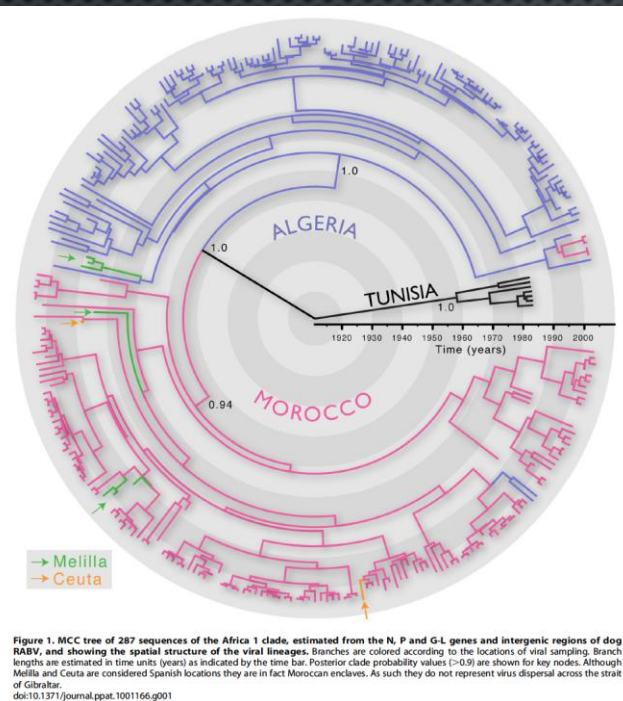 1.0
ALGERIA
1.0
TUNISIA
1.0
1920 1930 1940 1950 1960 1970 1980 1990 2000
Time (years)
0.94
MOROCCO
Melilla
Ceuta
Figure 1. MCC tree of 287 sequences of the Africa 1 clade, estimated from the N, P and G-L genes and intergenic regions of dog
RABV, and showing the spatial structure of the viral lineages. Branches are colored according to the locations of viral sampling. Branch
lengths are estimated in time units (years) as indicated by the time bar. Posterior clade probability values (>0.9) are shown for key nodes. Although
Melilla and Ceuta are considered Spanish locations they are in fact Moroccan enclaves. As such they do not represent virus dispersal across the strait
of Gibraltar.
doi:10.1371/journal.ppat.1001166.g001